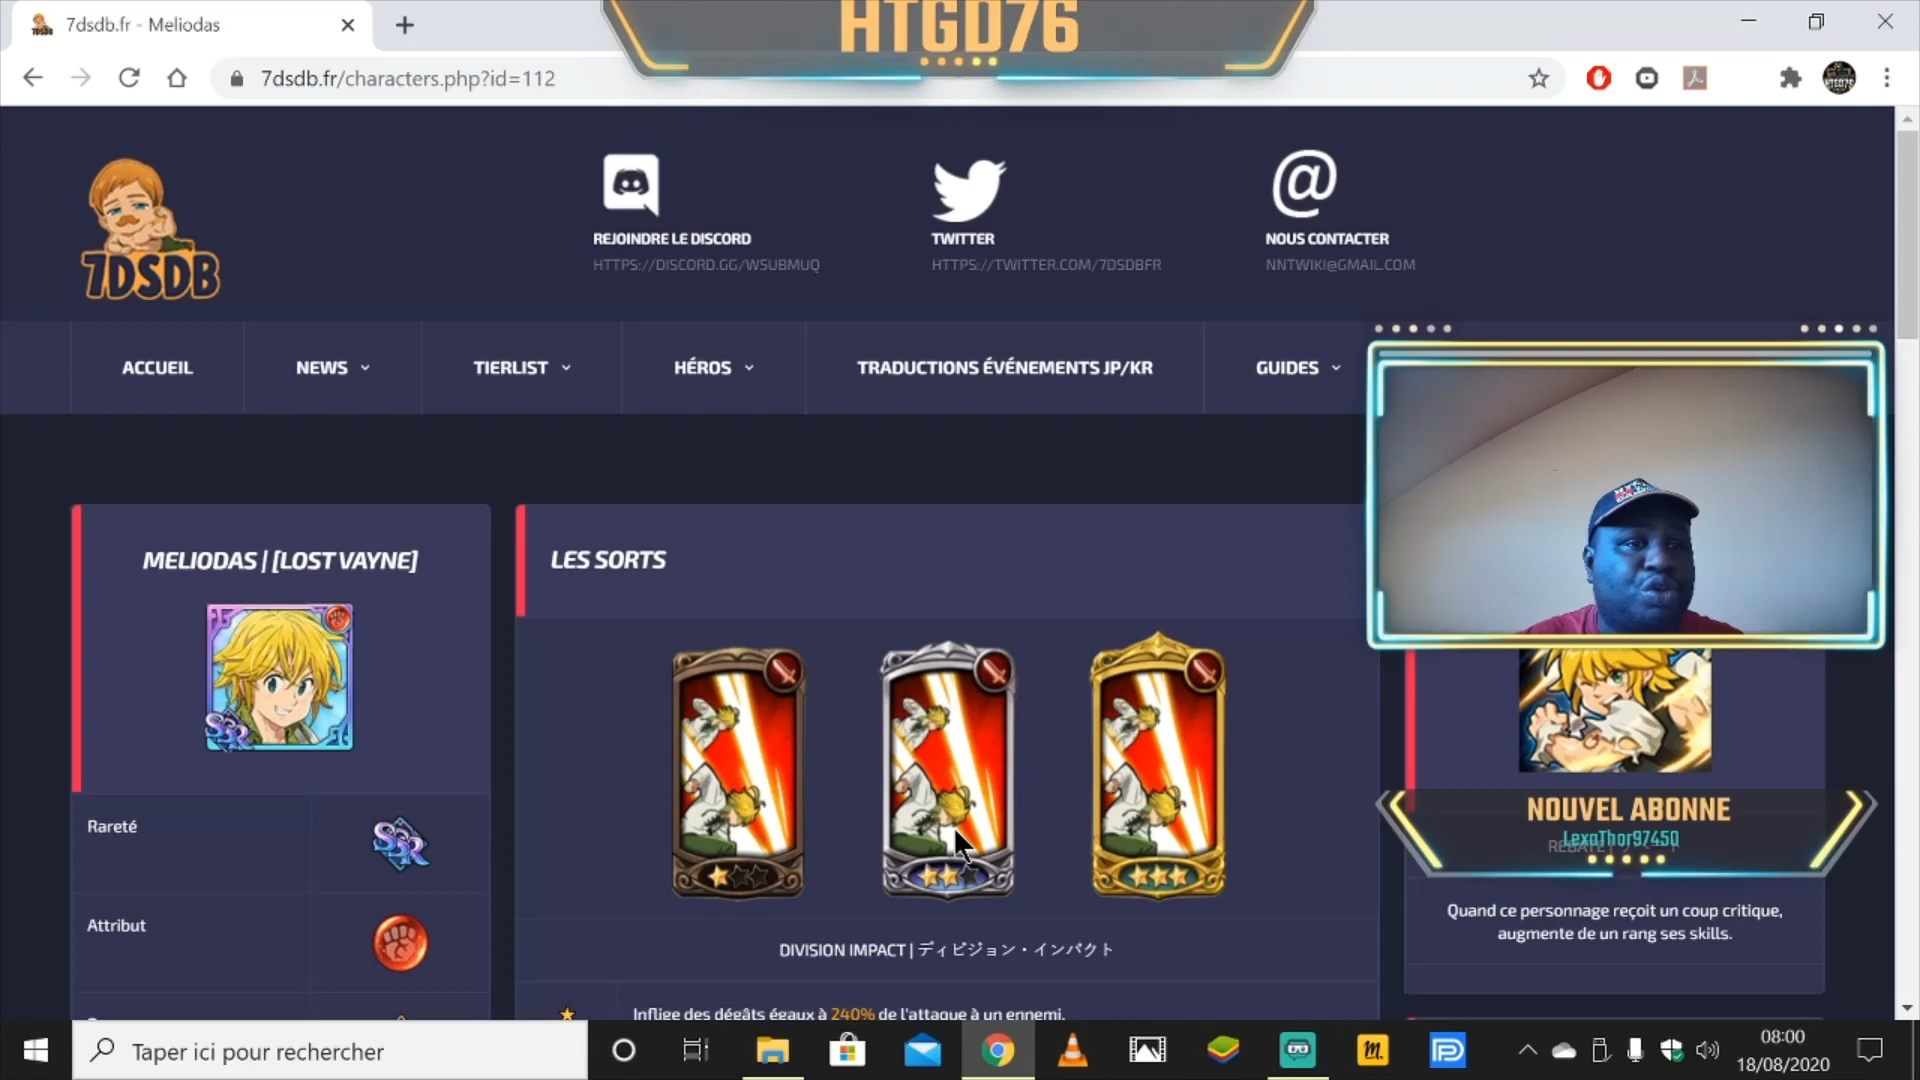 7dsdb.fr - Meliodas
HTGD76
7dsdb.fr/characters.php?id=112
7DSDB
REJOINDRE LE DISCORD
HTTPS://DISCORD.GG/WSUBMUQ
TWITTER
HTTPS://TWITTER.COM/7DSDBFR
@
NOUS CONTACTER
NNTWIKI@GMAIL.COM
ACCUEIL
NEWS
TIERLIST
HÉROS
TRADUCTIONS ÉVÉNEMENTS JP/KR
GUIDES
MELIODAS | [LOST VAYNE]
SSR
Rareté
SSR
Attribut
LES SORTS
DIVISION IMPACT | ディビジョン・インパクト
Inflige des dégâts égaux à 240% de l'attaque à un ennemi.
NOUVEL ABONNE
LexaThor97450
Quand ce personnage reçoit un coup critique,
augmente de un rang ses skills.
Taper ici pour rechercher
08:00
18/08/2020